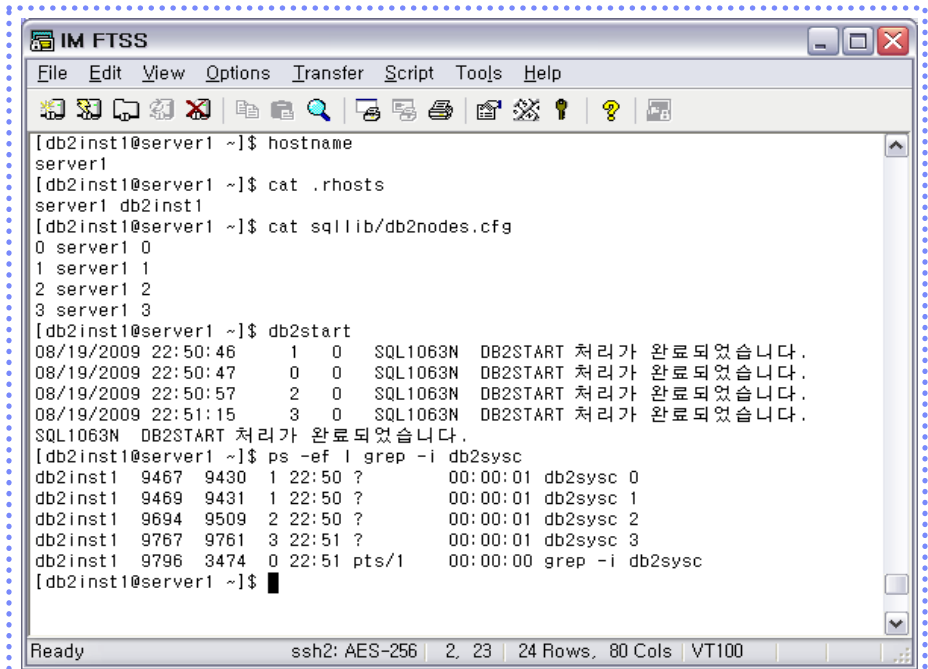 IM FTSS
File Edit View Options Transfer Script Tools Help
[db2inst1@server1 ~]$ hostname
server1
[db2inst1@server1 ~]$ cat .rhosts
server1 db2inst1
[db2inst1@server1 ~]$ cat sqllib/db2nodes.cfg
0 server1 0
1 server1 1
2 server1 2
3 server1 3
[db2inst1@server1 ~]$ db2start
08/19/2009 22:50:46 1 0 SQL1063N DB2START 처리가 완료되었습니다.
08/19/2009 22:50:47 0 0 SQL1063N DB2START 처리가 완료되었습니다.
08/19/2009 22:50:57 2 0 SQL1063N DB2START 처리가 완료되었습니다.
08/19/2009 22:51:15 3 0 SQL1063N DB2START 처리가 완료되었습니다.
SQL1063N DB2START 처리가 완료되었습니다.
[db2inst1@server1 ~]$ ps -ef | grep -i db2sysc
db2inst1 9467 9430 1 22:50 ? 00:00:01 db2sysc 0
db2inst1 9469 9431 1 22:50 ? 00:00:01 db2sysc 1
db2inst1 9694 9509 2 22:50 ? 00:00:01 db2sysc 2
db2inst1 9767 9761 3 22:51 ? 00:00:01 db2sysc 3
db2inst1 9796 3474 0 22:51 pts/1 00:00:00 grep -i db2sysc
[db2inst1@server1 ~]$
Ready ssh2: AES-256 2, 23 24 Rows, 80 Cols VT100